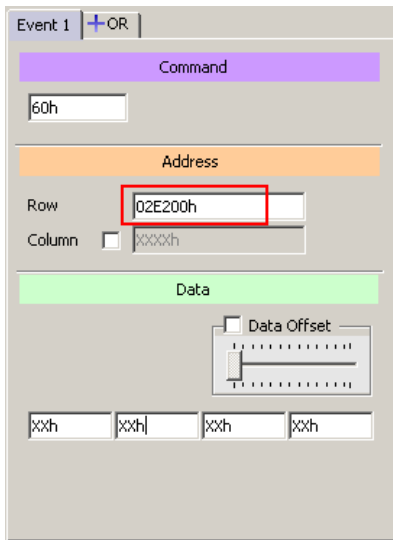 Event 1 +OR
Command
60h
Address
Row 02E200h
Column XXXXh
Data
Data Offset
XXh XXh XXh XXh